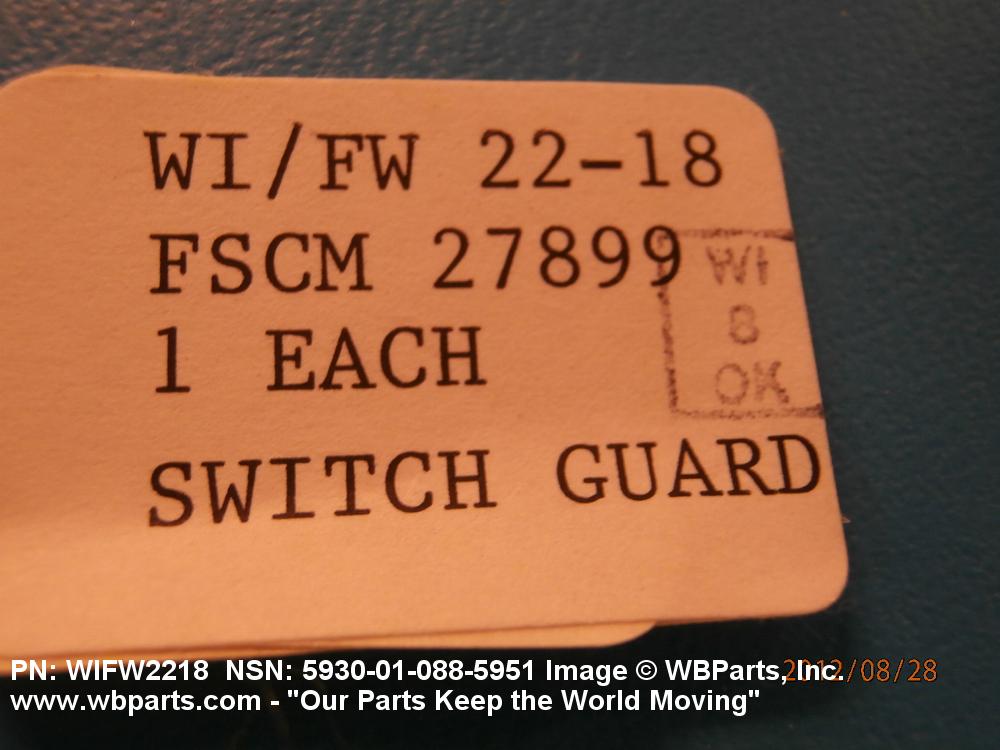 WI/FW 22-18
FSCM 27899
WI
8
OK
1 EACH
SWITCH GUARD
2012/08/28
PN: WIFW2218 NSN: 5930-01-088-5951 Image © WBParts, Inc.
www.wbparts.com - "Our Parts Keep the World Moving"